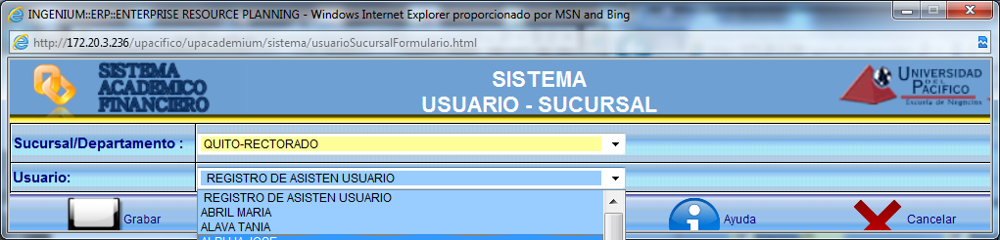 INGENIUM::ERP::ENTERPRISE RESOURCE PLANNING - Windows Internet Explorer proporcionado por MSN and Bing
http://172.20.3.236/upacifico/upacademium/sistema/usuarioSucursalFormulario.html
SISTEMA
ACADEMICO
FINANCIERO
SISTEMA
USUARIO - SUCURSAL
UNIVERSIDAD
DEL
PACIFICO
Escuela de Negocios
Sucursal/Departamento :
QUITO-RECTORADO
Usuario:
REGISTRO DE ASISTEN USUARIO
REGISTRO DE ASISTEN USUARIO
ABRIL MARIA
ALAVA TANIA
Grabar
Ayuda
Cancelar